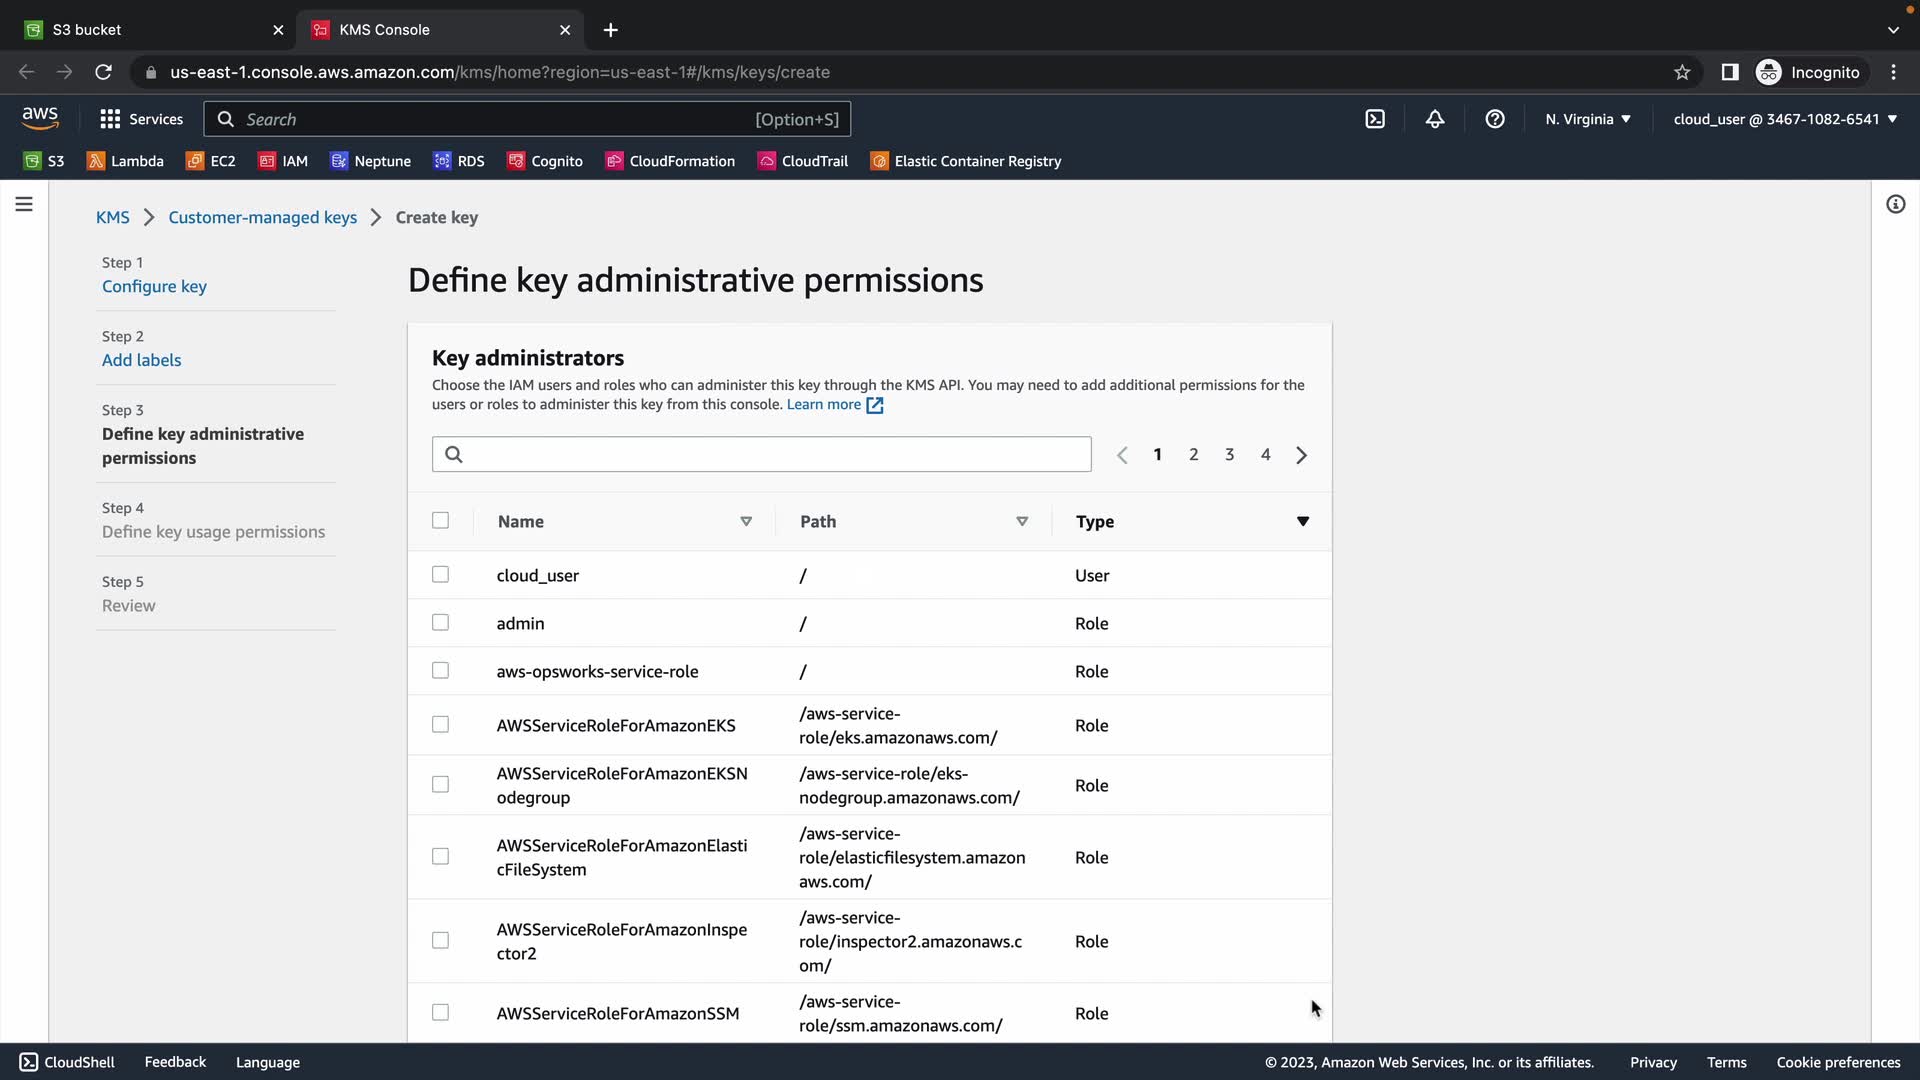 S3 bucket
KMS Console
us-east-1.console.aws.amazon.com/kms/home?region=us-east-1#/kms/keys/create
Incognito
aws
Services
Search
[Option+S]
N. Virginia
cloud_user @ 3467-1082-6541
S3
Lambda
EC2
IAM
Neptune
RDS
Cognito
CloudFormation
CloudTrail
Elastic Container Registry
KMS
Customer-managed keys
Create key
Step 1
Configure key
Step 2
Add labels
Step 3
Define key administrative
permissions
Step 4
Define key usage permissions
Step 5
Review
Define key administrative permissions
Key administrators
Choose the IAM users and roles who can administer this key through the KMS API. You may need to add additional permissions for the
users or roles to administer this key from this console. Learn more
1 2 3 4
Name Path Type
cloud_user / User
admin / Role
aws-opsworks-service-role / Role
AWSServiceRoleForAmazonEKS
/aws-service-
role/eks.amazonaws.com/
Role
AWSServiceRoleForAmazonEKSN
odegroup
/aws-service-role/eks-
nodegroup.amazonaws.com/
Role
AWSServiceRoleForAmazonElasti
cFileSystem
/aws-service-
role/elasticfilesystem.amazon
aws.com/
Role
AWSServiceRoleForAmazonInspe
ctor2
/aws-service-
role/inspector2.amazonaws.c
om/
Role
AWSServiceRoleForAmazonSSM
/aws-service-
role/ssm.amazonaws.com/
Role
CloudShell
Feedback
Language
© 2023, Amazon Web Services, Inc. or its affiliates.
Privacy
Terms
Cookie preferences